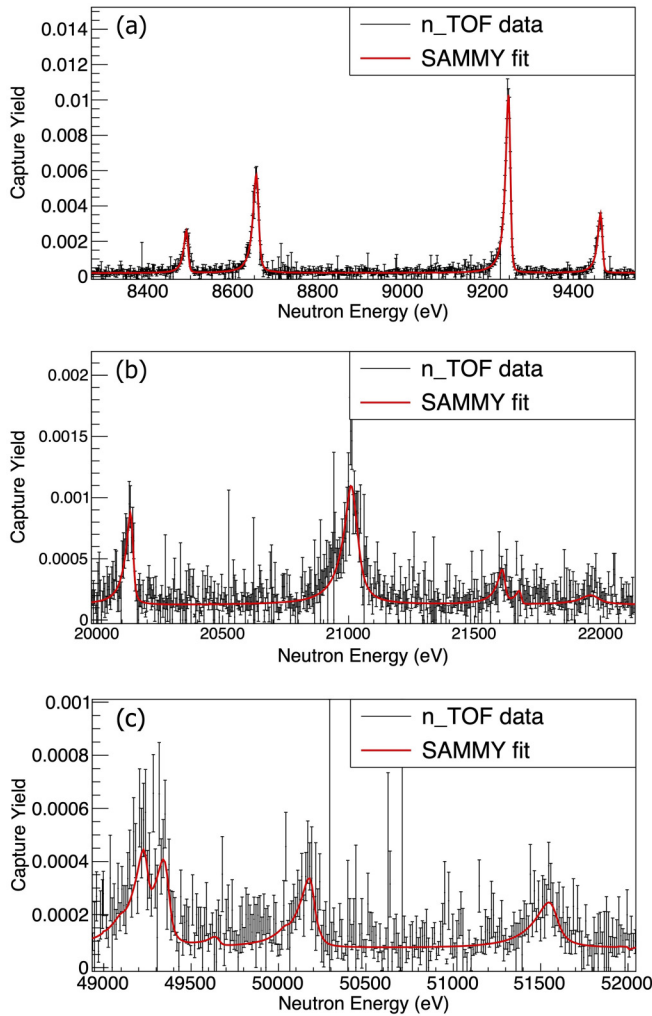 (a)
n_TOF data
SAMMY fit
Capture Yield
0.014
0.012
0.01
0.008
0.006
0.004
0.002
0
8400 8600 8800 9000 9200 9400
Neutron Energy (eV)
(b)
n_TOF data
SAMMY fit
Capture Yield
0.002
0.0015
0.001
0.0005
0
20000 20500 21000 21500 22000
Neutron Energy (eV)
(c)
n_TOF data
SAMMY fit
Capture Yield
0.001
0.0008
0.0006
0.0004
0.0002
0
49000 49500 50000 50500 51000 51500 52000
Neutron Energy (eV)